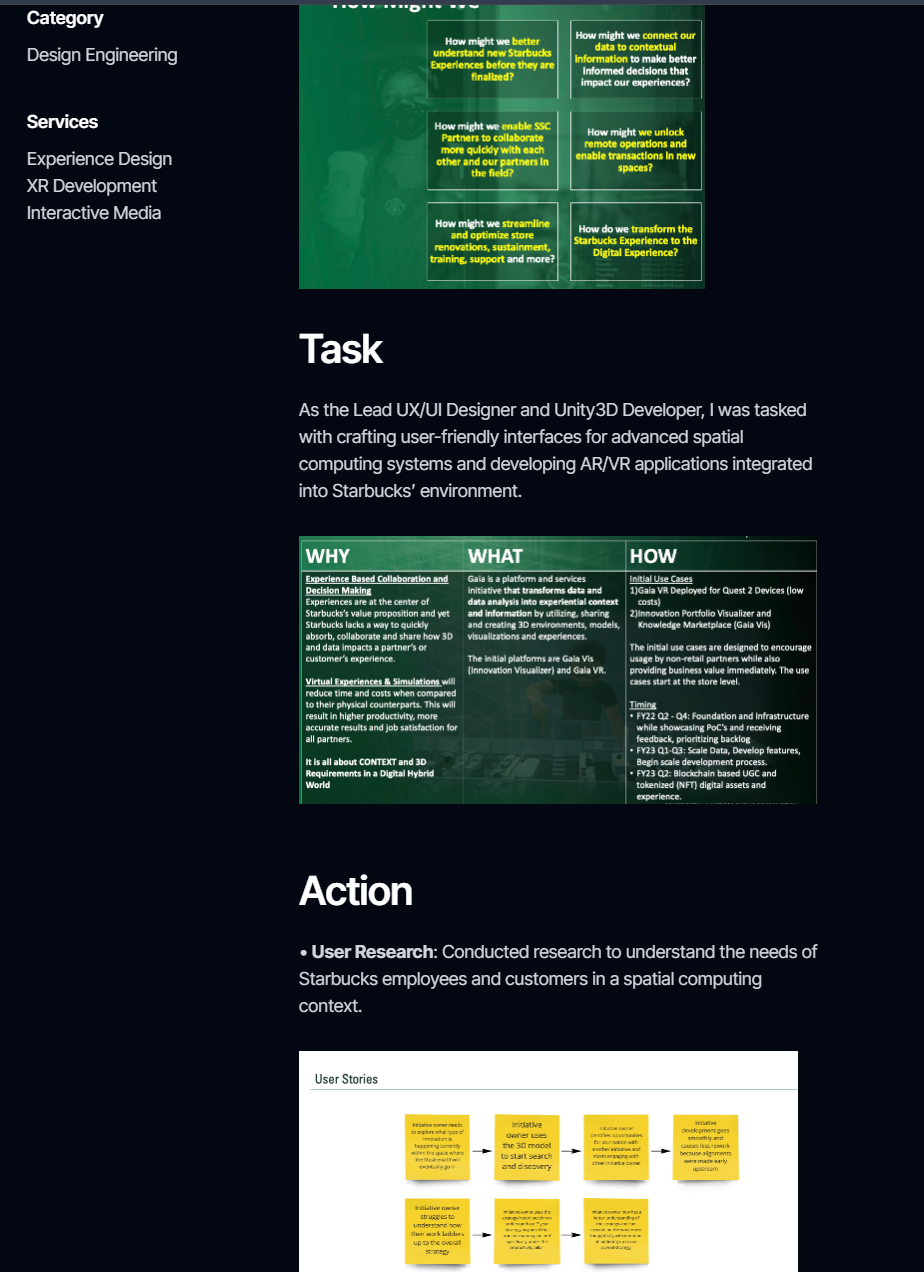 Category
Design Engineering
Services
Experience Design
XR Development
Interactive Media
How Might We
How might we better
understand new Starbucks
Experiences before they are
finalized?
How might we connect our
data to contextual
information to make better
informed decisions that
impact our experiences?
How might we enable SSC
Partners to collaborate
more quickly with each
other and our partners in
the field?
How might we unlock
remote operations and
enable transactions in new
spaces?
How might we streamline
and optimize store
renovations, sustainment,
training, support and more?
How do we transform the
Starbucks Experience to the
Digital Experience?
Task
As the Lead UX/UI Designer and Unity3D Developer, I was tasked
with crafting user-friendly interfaces for advanced spatial
computing systems and developing AR/VR applications integrated
into Starbucks’ environment.
WHY
Experience Based Collaboration and
Decision Making
Experiences are at the center of
Starbucks's value proposition and yet
Starbucks lacks a way to quickly
absorb, collaborate and share how 3D
and data impacts a partner's or
customer's experience.
Virtual Experiences & Simulations will
reduce time and costs when compared
to their physical counterparts. This will
result in higher productivity, more
accurate results and job satisfaction for
all partners.
It is all about CONTEXT and 3D
Requirements in a Digital Hybrid
World
WHAT
Gaia is a platform and services
initiative that transforms data and
data analysis into experiential context
and information by utilizing, sharing
and creating 3D environments, models,
visualizations and experiences.
The initial platforms are Gaia Vis
(Innovation Visualizer) and Gaia VR.
HOW
Initial Use Cases
1)Gaia VR Deployed for Quest 2 Devices (low
costs)
2)Innovation Portfolio Visualizer and
Knowledge Marketplace (Gaia Vis)
The initial use cases are designed to encourage
usage by non-retail partners while also
providing business value immediately. The use
cases start at the store level.
Timing
• FY22 Q2 - Q4: Foundation and Infrastructure
while showcasing PoC's and receiving
feedback, prioritizing backlog
• FY23 Q1-Q3: Scale Data, Develop features,
Begin scale development process.
• FY23 Q2: Blockchain based UGC and
tokenized (NFT) digital assets and
experience.
Action
• User Research: Conducted research to understand the needs of
Starbucks employees and customers in a spatial computing
context.
User Stories
Initiative owner needs
to explore what type of
innovation is
happening currently
within the space where
eventually go in
Initiative
owner uses
the 3D model
to start search
and discovery
Initiative owner
identifies opportunities
another initiative and
starts engaging with
other initiative owner
Initiative
development goes
smoothly and
causes less rework
because alignments
were made early
upstream
Initiative owner
struggles to
understand how
their work ladders
up to the overall
strategy